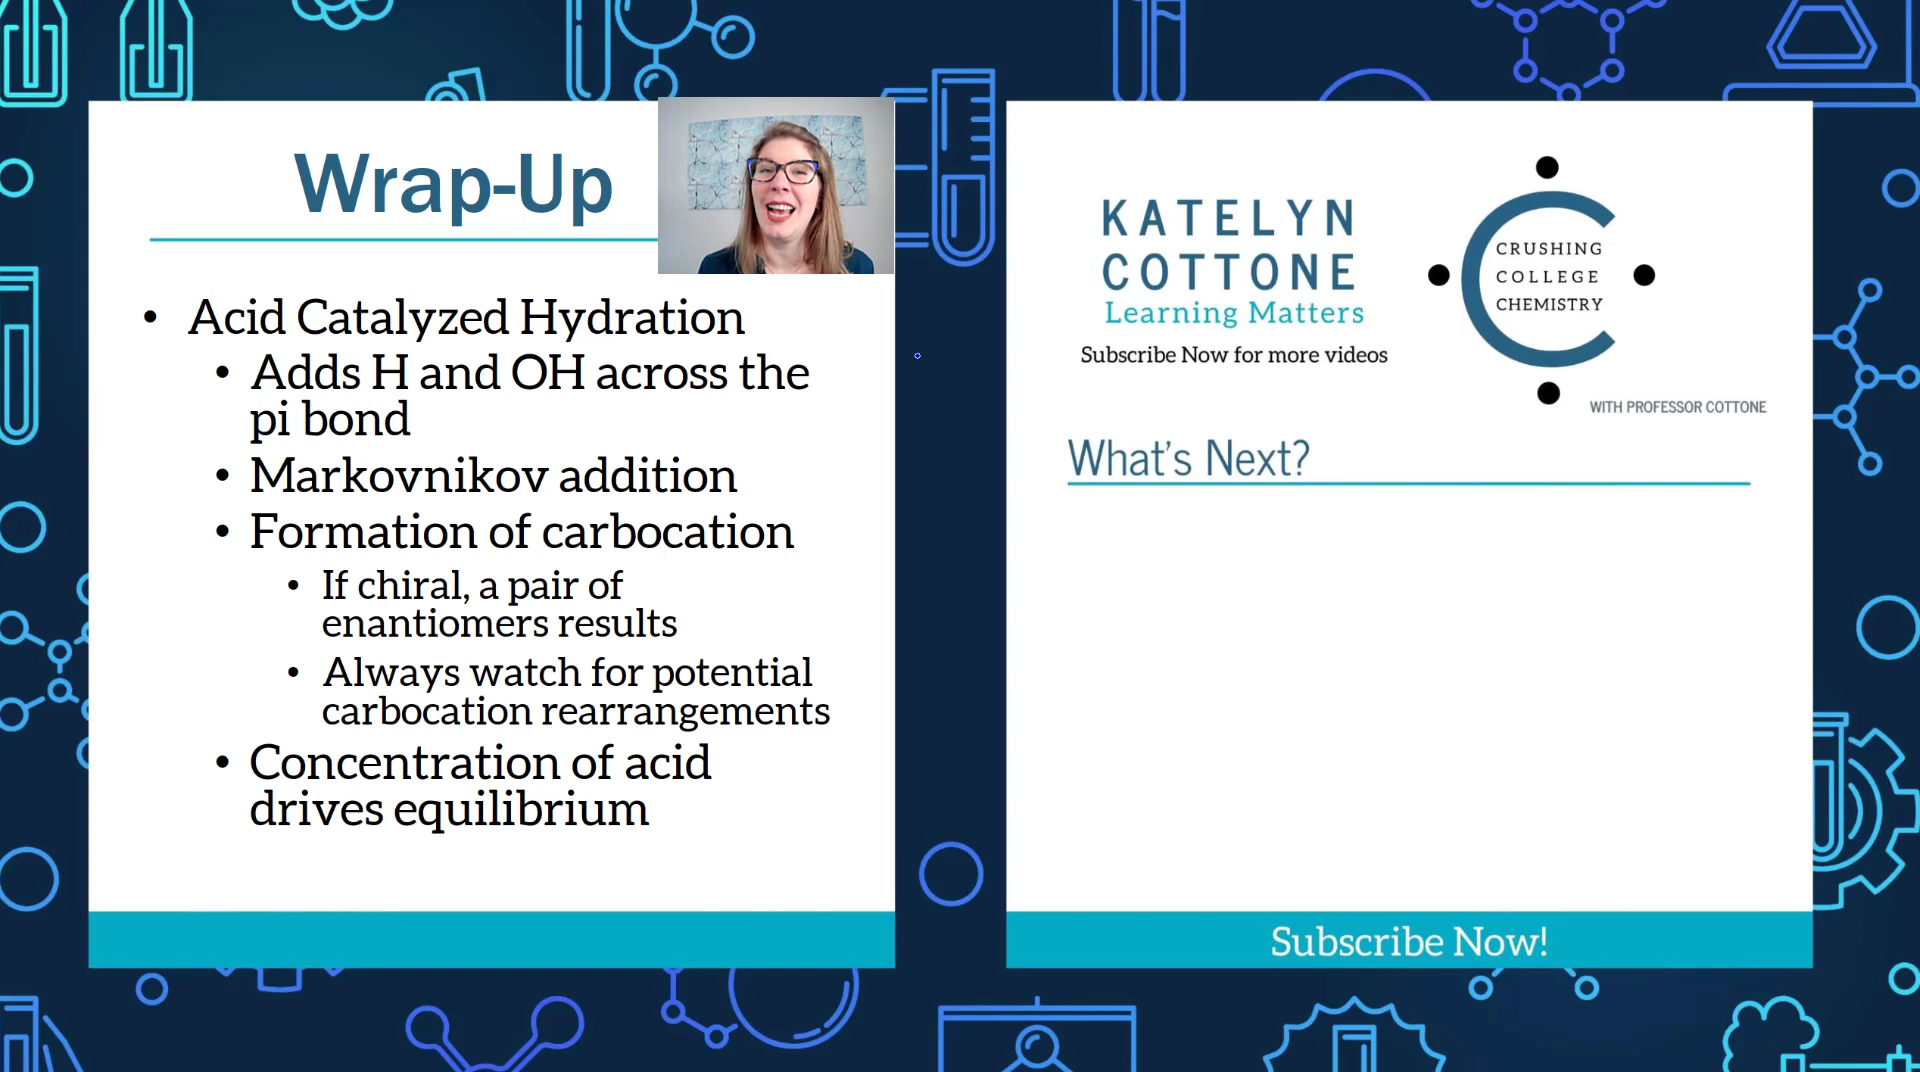 Wrap-Up
• Acid Catalyzed Hydration
• Adds H and OH across the
pi bond
• Markovnikov addition
• Formation of carbocation
• If chiral, a pair of
enantiomers results
• Always watch for potential
carbocation rearrangements
• Concentration of acid
drives equilibrium
KATELYN
COTTONE
Learning Matters
Subscribe Now for more videos
CRUSHING
COLLEGE
CHEMISTRY
WITH PROFESSOR COTTONE
What's Next?
Subscribe Now!